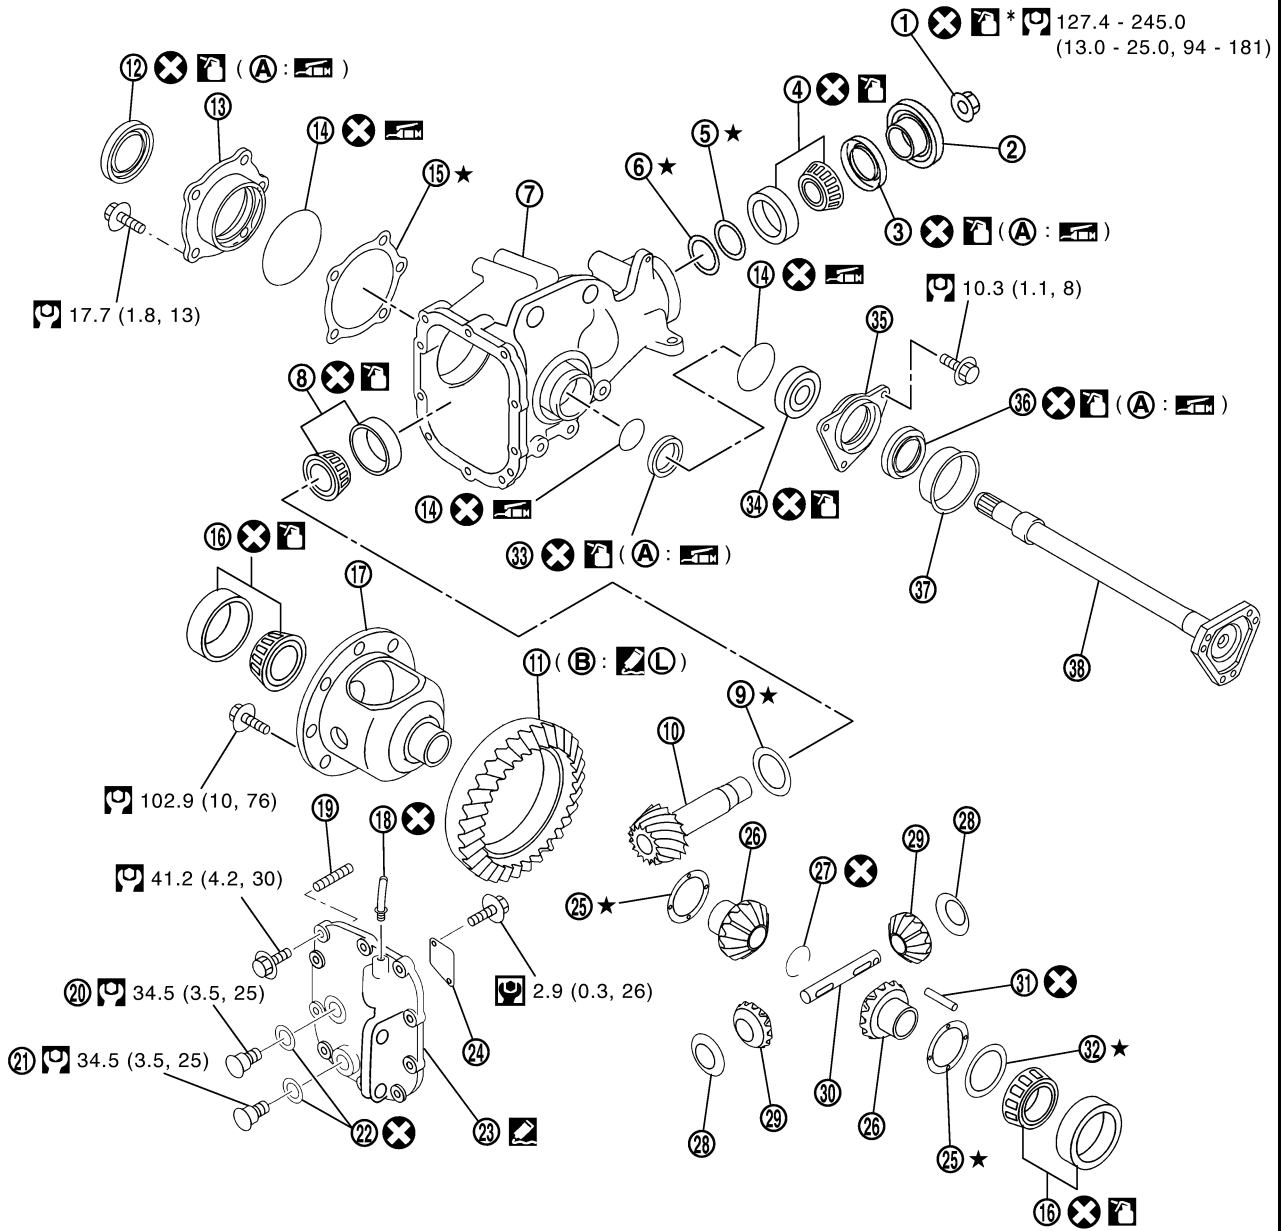 1 * 127.4 - 245.0
(13.0 - 25.0, 94 - 181)
12 ( A : )
13
4
14
5 ★
2
6 ★
15 ★
7
3 ( A : )
14
10.3 (1.1, 8)
17.7 (1.8, 13)
35
8
36 ( A : )
14
34
16
33 ( A : )
17
37
11 ( B : L )
38
9 ★
10
102.9 (10, 76)
19
18
28
26
29
27
41.2 (4.2, 30)
25 ★
31
20 34.5 (3.5, 25)
2.9 (0.3, 26)
24
32 ★
21 34.5 (3.5, 25)
30
29
26
22
23
28
25 ★
16